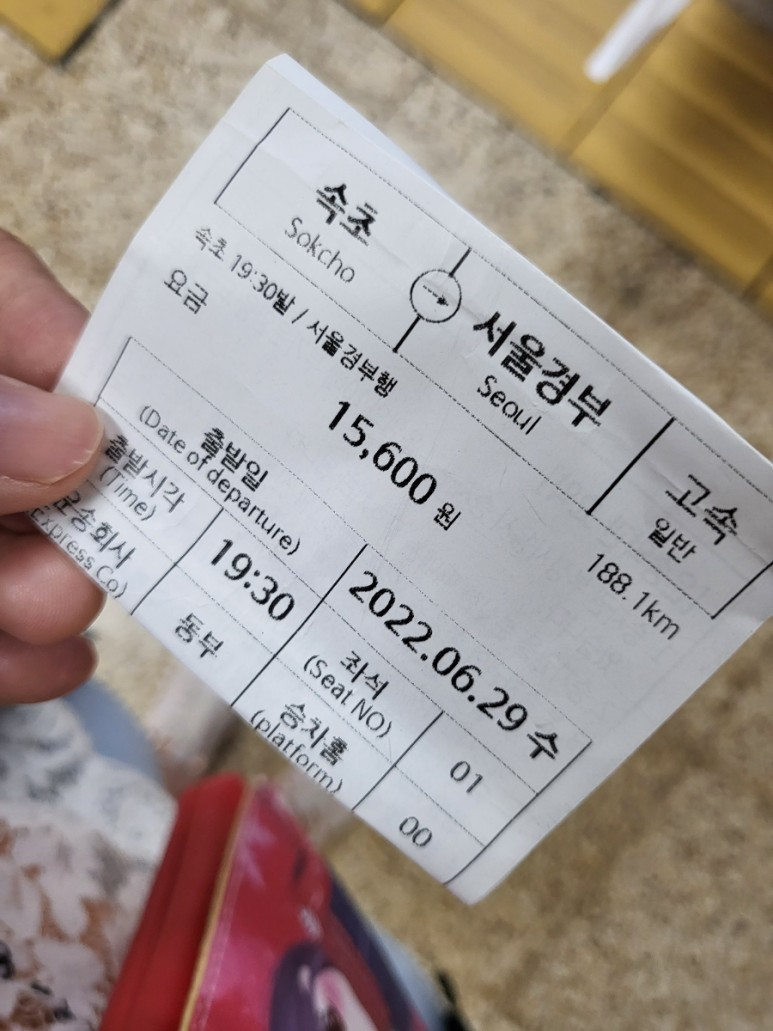 속초
Sokcho
서울경부
Seoul
고속
일반
속초 19:30발 / 서울경부행
188.1km
요금
15,600 원
출발일
(Date of departure)
2022.06.29 수
출발시각
(Time)
19:30
좌석
(Seat NO)
01
운송회사
(Express Co)
동부
승차홈
(platform)
00